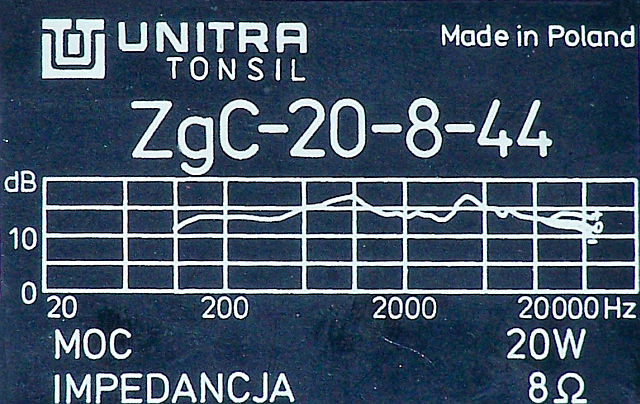 UNITRA
TONSIL
Made in Poland
ZgC-20-8-44
dB
10
0
20 200 2000 20000 Hz
MOC 20W
IMPEDANCJA 8Ω